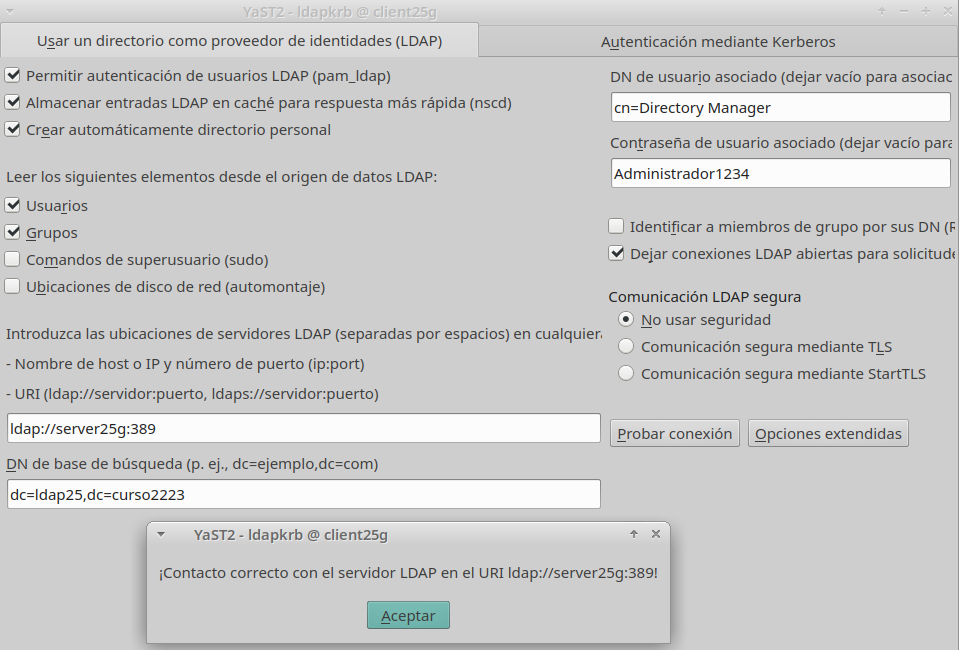 YaST2 - ldapkrb @ client25g
Usar un directorio como proveedor de identidades (LDAP)
Autenticación mediante Kerberos
Permitir autenticación de usuarios LDAP (pam_ldap)
Almacenar entradas LDAP en caché para respuesta más rápida (nscd)
Crear automáticamente directorio personal
Leer los siguientes elementos desde el origen de datos LDAP:
Usuarios
Grupos
Comandos de superusuario (sudo)
Ubicaciones de disco de red (automontaje)
Introduzca las ubicaciones de servidores LDAP (separadas por espacios) en cualquiera
- Nombre de host o IP y número de puerto (ip:port)
- URI (ldap://servidor:puerto, ldaps://servidor:puerto)
ldap://server25g:389
DN de base de búsqueda (p. ej., dc=ejemplo,dc=com)
dc=ldap25,dc=curso2223
DN de usuario asociado (dejar vacío para asociac
cn=Directory Manager
Contraseña de usuario asociado (dejar vacío para
Administrador1234
Identificar a miembros de grupo por sus DN (R
Dejar conexiones LDAP abiertas para solicitude
Comunicación LDAP segura
No usar seguridad
Comunicación segura mediante TLS
Comunicación segura mediante StartTLS
Probar conexión
Opciones extendidas
YaST2 - ldapkrb @ client25g
¡Contacto correcto con el servidor LDAP en el URI ldap://server25g:389!
Aceptar